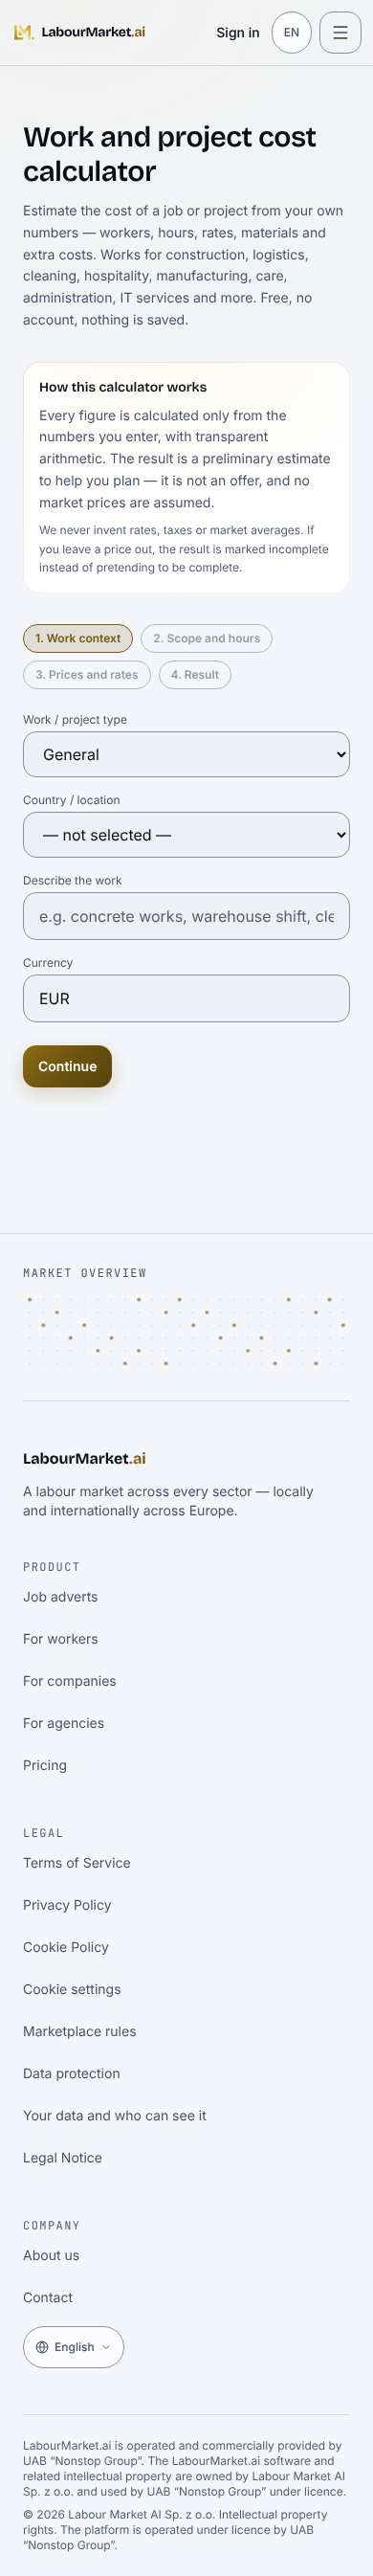 LabourMarket.ai
Sign in
EN
Work and project cost
calculator
Estimate the cost of a job or project from your own
numbers — workers, hours, rates, materials and
extra costs. Works for construction, logistics,
cleaning, hospitality, manufacturing, care,
administration, IT services and more. Free, no
account, nothing is saved.
How this calculator works
Every figure is calculated only from the
numbers you enter, with transparent
arithmetic. The result is a preliminary estimate
to help you plan — it is not an offer, and no
market prices are assumed.
We never invent rates, taxes or market averages. If
you leave a price out, the result is marked incomplete
instead of pretending to be complete.
1. Work context
2. Scope and hours
3. Prices and rates
4. Result
Work / project type
General
Country / location
— not selected —
Describe the work
e.g. concrete works, warehouse shift, cle
Currency
EUR
Continue
MARKET OVERVIEW
LabourMarket.ai
A labour market across every sector — locally
and internationally across Europe.
PRODUCT
Job adverts
For workers
For companies
For agencies
Pricing
LEGAL
Terms of Service
Privacy Policy
Cookie Policy
Cookie settings
Marketplace rules
Data protection
Your data and who can see it
Legal Notice
COMPANY
About us
Contact
English
LabourMarket.ai is operated and commercially provided by
UAB “Nonstop Group”. The LabourMarket.ai software and
related intellectual property are owned by Labour Market AI
Sp. z o.o. and used by UAB “Nonstop Group” under licence.
© 2026 Labour Market AI Sp. z o.o. Intellectual property
rights. The platform is operated under licence by UAB
“Nonstop Group”.